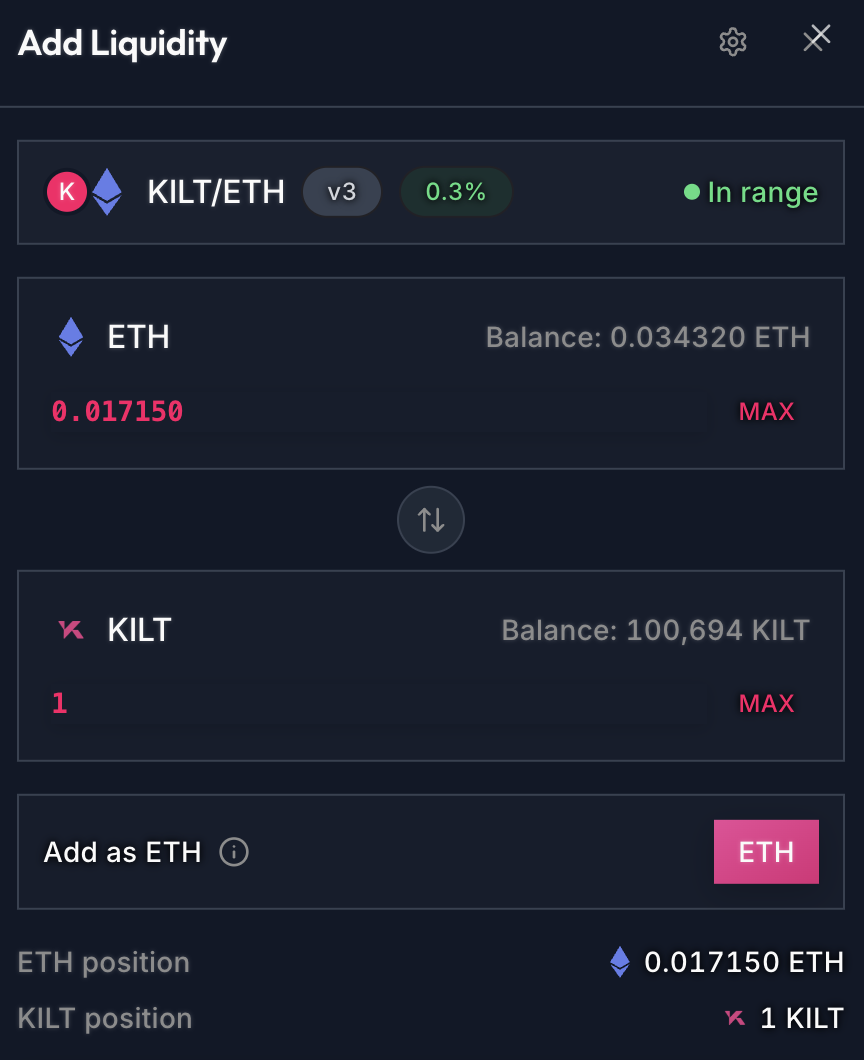 Add Liquidity
K KILT/ETH v3 0.3% In range
ETH Balance: 0.034320 ETH
0.017150 MAX
KILT Balance: 100,694 KILT
1 MAX
Add as ETH ETH
ETH position 0.017150 ETH
KILT position 1 KILT